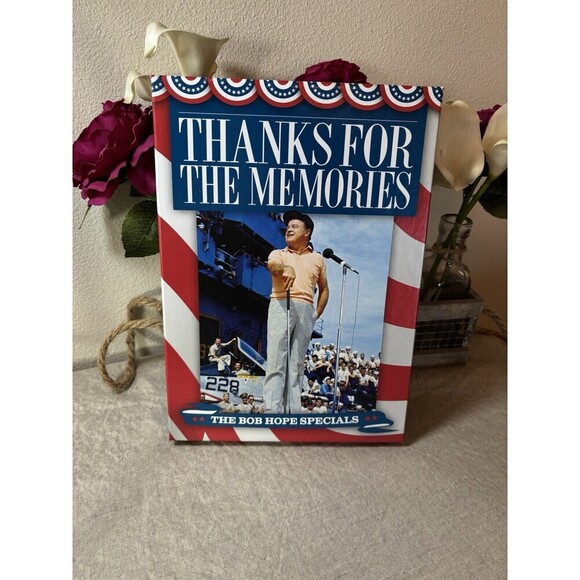 THANKS FOR
THE MEMORIES
228
THE BOB HOPE SPECIALS